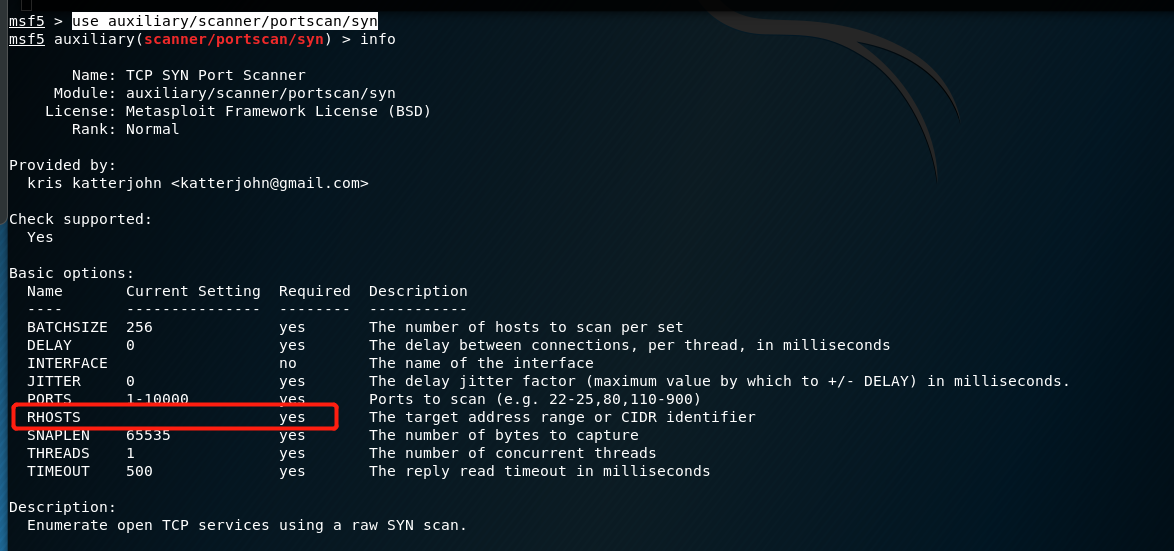 msf5 > use auxiliary/scanner/portscan/syn
msf5 auxiliary(scanner/portscan/syn) > info
Name: TCP SYN Port Scanner
Module: auxiliary/scanner/portscan/syn
License: Metasploit Framework License (BSD)
Rank: Normal
Provided by:
kris katterjohn <katterjohn@gmail.com>
Check supported:
Yes
Basic options:
Name Current Setting Required Description
---- --------------- -------- -----------
BATCHSIZE 256 yes The number of hosts to scan per set
DELAY 0 yes The delay between connections, per thread, in milliseconds
INTERFACE no The name of the interface
JITTER 0 yes The delay jitter factor (maximum value by which to +/- DELAY) in milliseconds.
PORTS 1-10000 yes Ports to scan (e.g. 22-25,80,110-900)
RHOSTS yes The target address range or CIDR identifier
SNAPLEN 65535 yes The number of bytes to capture
THREADS 1 yes The number of concurrent threads
TIMEOUT 500 yes The reply read timeout in milliseconds
Description:
Enumerate open TCP services using a raw SYN scan.